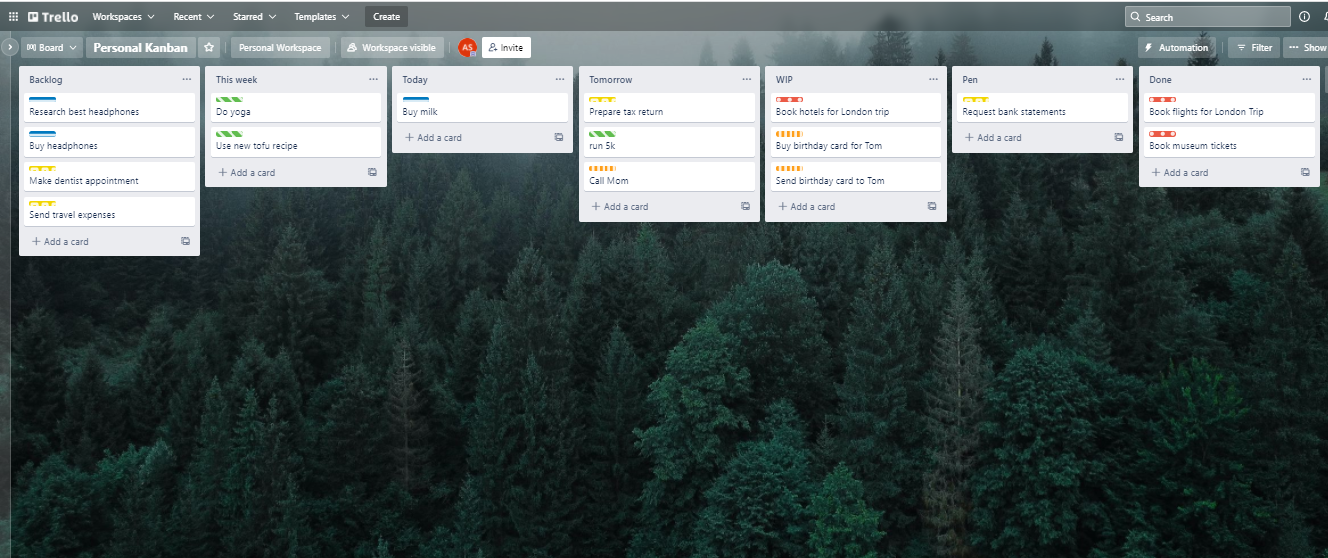 Trello
Workspaces
Recent
Starred
Templates
Create
Search
Board
Personal Kanban
Personal Workspace
Workspace visible
AS
Invite
Automation
Filter
Show
Backlog
Research best headphones
Buy headphones
Make dentist appointment
Send travel expenses
Add a card
This week
Do yoga
Use new tofu recipe
Add a card
Today
Buy milk
Add a card
Tomorrow
Prepare tax return
run 5k
Call Mom
Add a card
WIP
Book hotels for London trip
Buy birthday card for Tom
Send birthday card to Tom
Add a card
Pen
Request bank statements
Add a card
Done
Book flights for London Trip
Book museum tickets
Add a card